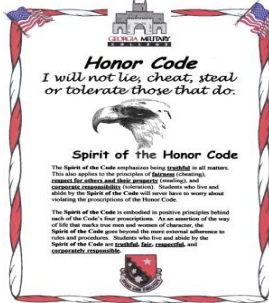 GEORGIA MILITARY
COLLEGE
Honor Code
I will not lie, cheat, steal
or tolerate those that do.
Spirit of the Honor Code
The Spirit of the Code emphasizes being truthful in all matters.
This also applies to the principles of fairness (cheating),
respect for others and their property (stealing), and
corporate responsibility (toleration). Students who live and
abide by the Spirit of the Code will never have to worry about
violating the proscriptions of the Honor Code.
The Spirit of the Code is embodied in positive principles behind
each of the Code's four proscriptions. As an assertion of the way
of life that marks true men and women of character, the
Spirit of the Code goes beyond the mere external adherence to
rules and procedures. Students who live and abide by the
Spirit of the Code are truthful, fair, respectful, and
corporately responsible.